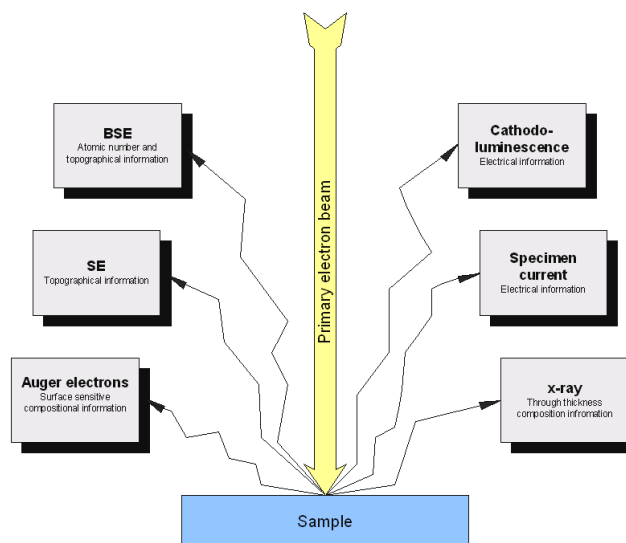 BSE
Atomic number and
topographical information
SE
Topographical information
Auger electrons
Surface sensitive
compositional information
Primary electron beam
Cathodo-
luminescence
Electrical information
Specimen
current
Electrical information
x-ray
Through thickness
composition infromation
Sample